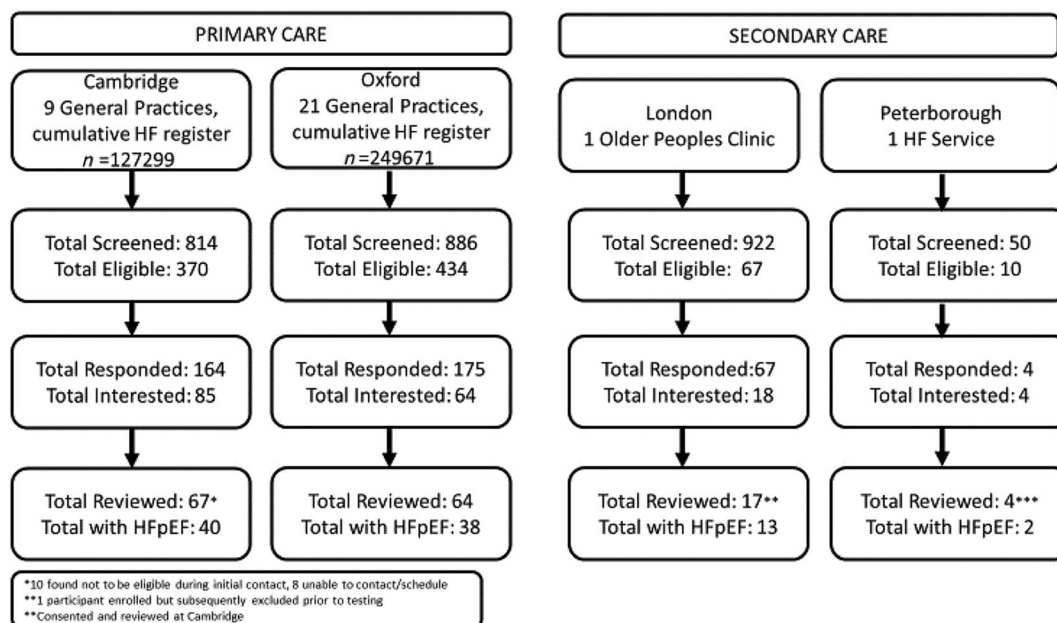 PRIMARY CARE
SECONDARY CARE
Cambridge
9 General Practices,
cumulative HF register
n =127299
Oxford
21 General Practices,
cumulative HF register
n =249671
London
1 Older Peoples Clinic
Peterborough
1 HF Service
Total Screened: 814
Total Eligible: 370
Total Screened: 886
Total Eligible: 434
Total Screened: 922
Total Eligible: 67
Total Screened: 50
Total Eligible: 10
Total Responded: 164
Total Interested: 85
Total Responded: 175
Total Interested: 64
Total Responded:67
Total Interested: 18
Total Responded: 4
Total Interested: 4
Total Reviewed: 67*
Total with HFpEF: 40
Total Reviewed: 64
Total with HFpEF: 38
Total Reviewed: 17**
Total with HFpEF: 13
Total Reviewed: 4***
Total with HFpEF: 2
*10 found not to be eligible during initial contact, 8 unable to contact/schedule
**1 participant enrolled but subsequently excluded prior to testing
**Consented and reviewed at Cambridge